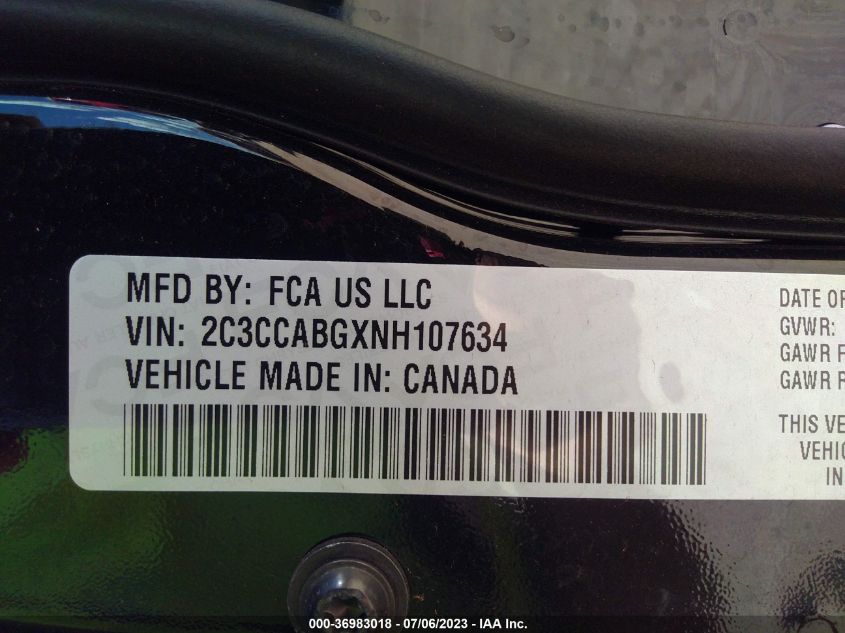 MFD BY: FCA US LLC
VIN: 2C3CCABGXNH107634
VEHICLE MADE IN: CANADA
DATE OF
GVWR:
GAWR F
GAWR R
THIS VE
VEHIC
IN
000-36983018 - 07/06/2023 - IAA Inc.